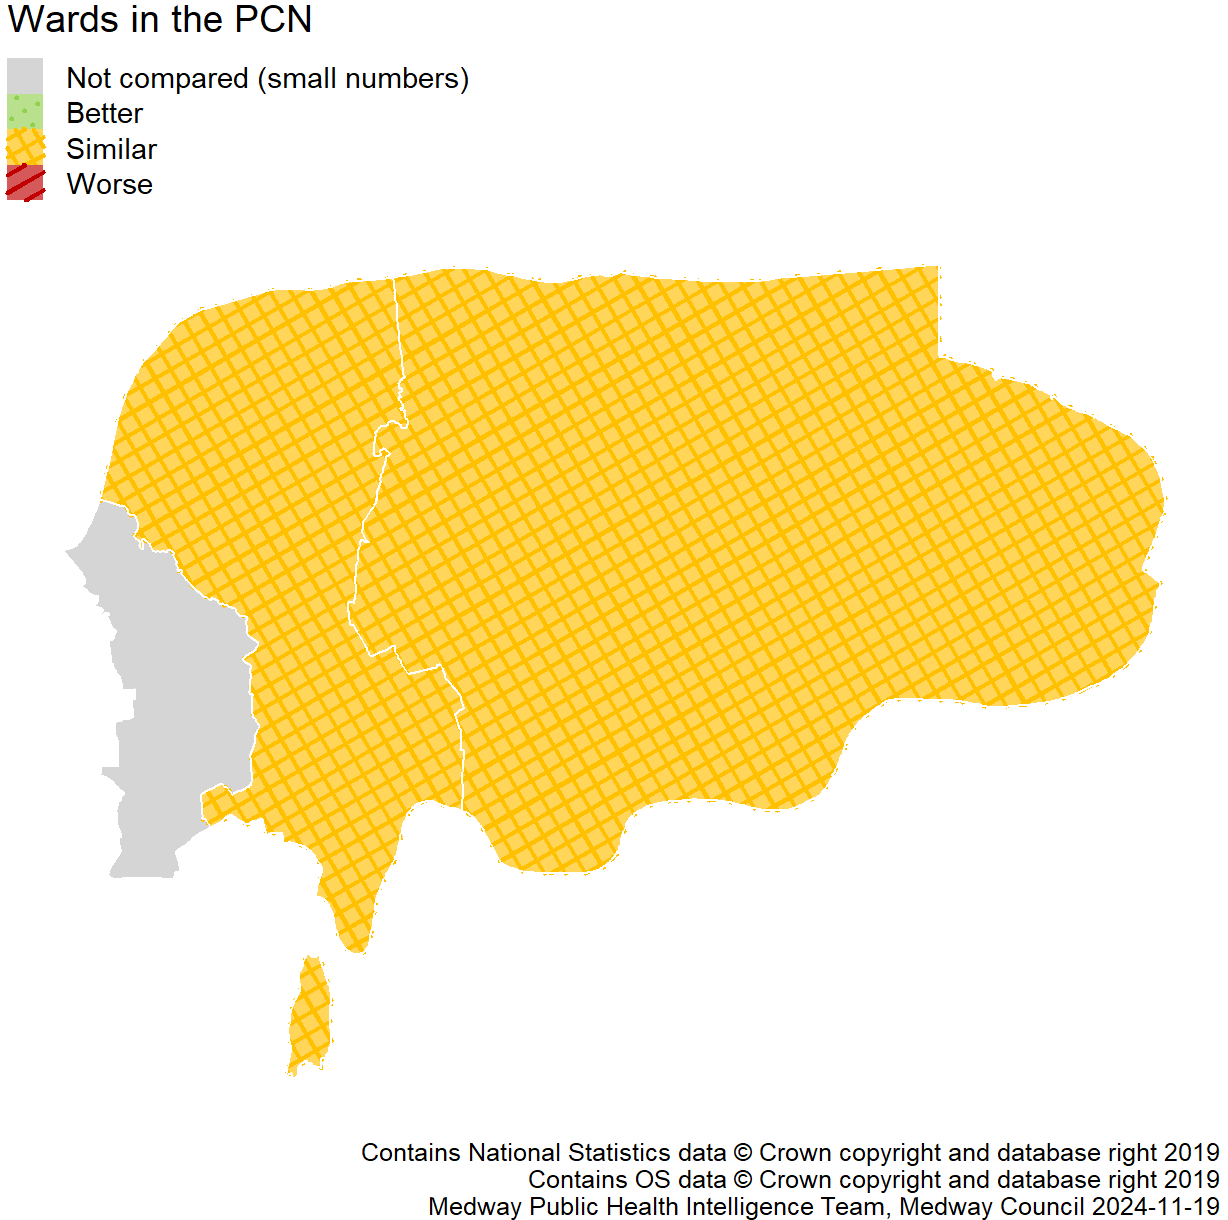 Wards in the PCN
Not compared (small numbers)
Better
Similar
Worse
Contains National Statistics data © Crown copyright and database right 2019
Contains OS data © Crown copyright and database right 2019
Medway Public Health Intelligence Team, Medway Council 2024-11-19